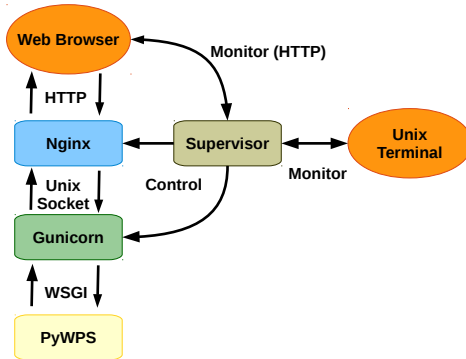 Web Browser
Monitor (HTTP)
HTTP
Nginx
Supervisor
Unix
Terminal
Unix
Socket
Control
Monitor
Gunicorn
WSGI
PyWPS